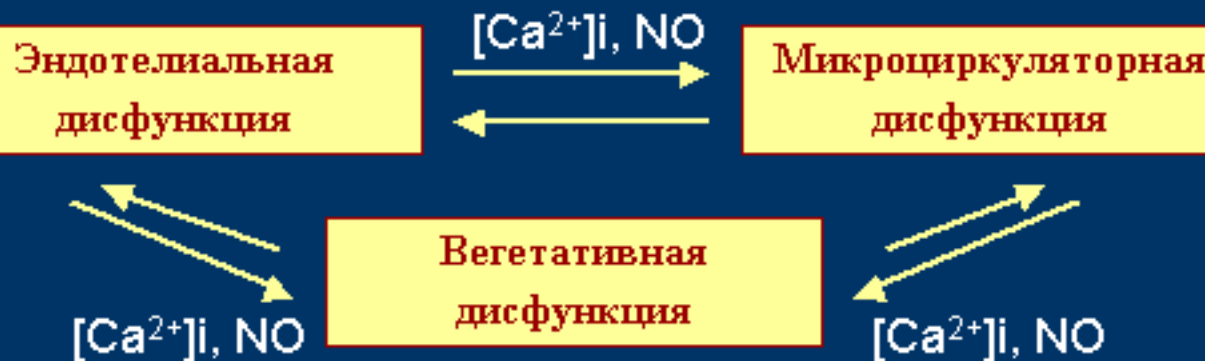 [Ca²⁺]i, NO
Эндотелиальная
дисфункция
Микроциркуляторная
дисфункция
Вегетативная
дисфункция
[Ca²⁺]i, NO
[Ca²⁺]i, NO